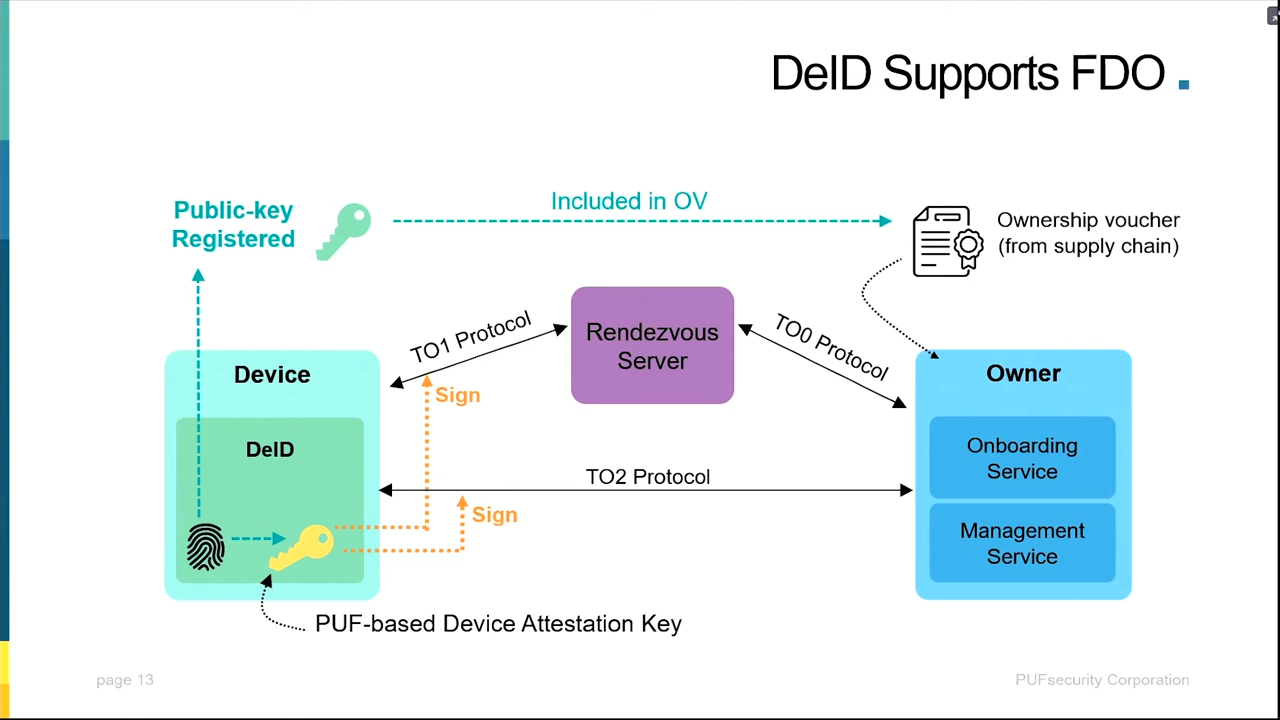 DeID Supports FDO .
Public-key
Registered
Included in OV
Ownership voucher
(from supply chain)
TO1 Protocol
Rendezvous
Server
TO0 Protocol
Device
Owner
Sign
DeID
Onboarding
Service
TO2 Protocol
Sign
Management
Service
PUF-based Device Attestation Key
page 13
PUFsecurity Corporation